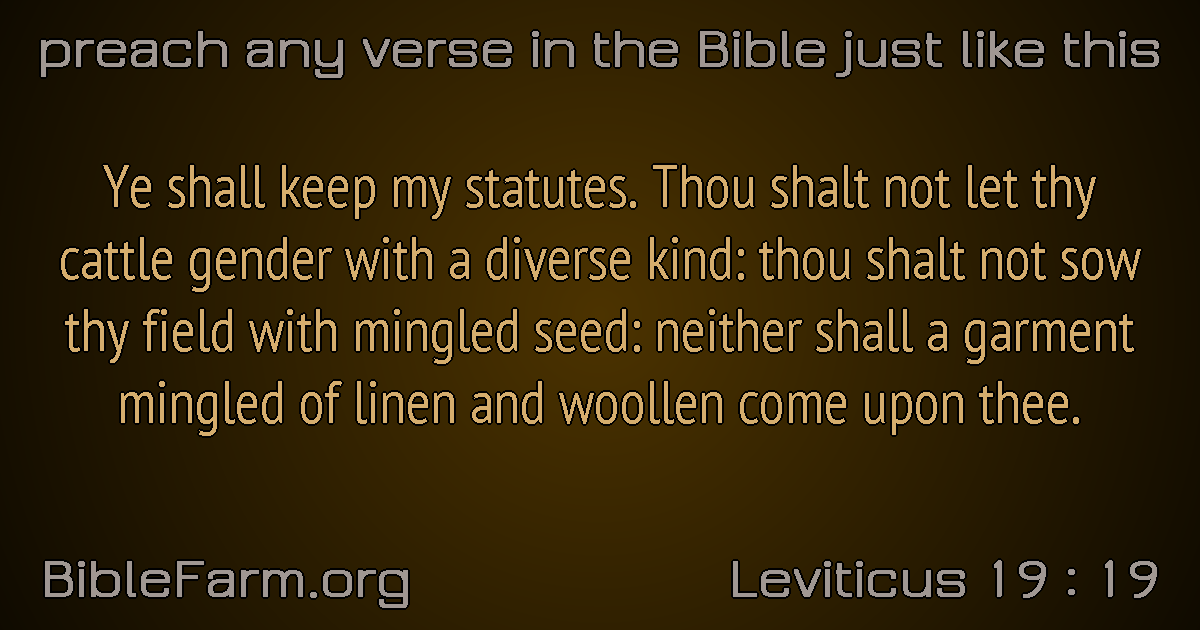 preach any verse in the Bible just like this
Ye shall keep my statutes. Thou shalt not let thy
cattle gender with a diverse kind: thou shalt not sow
thy field with mingled seed: neither shall a garment
mingled of linen and woollen come upon thee.
BibleFarm.org
Leviticus 19 : 19